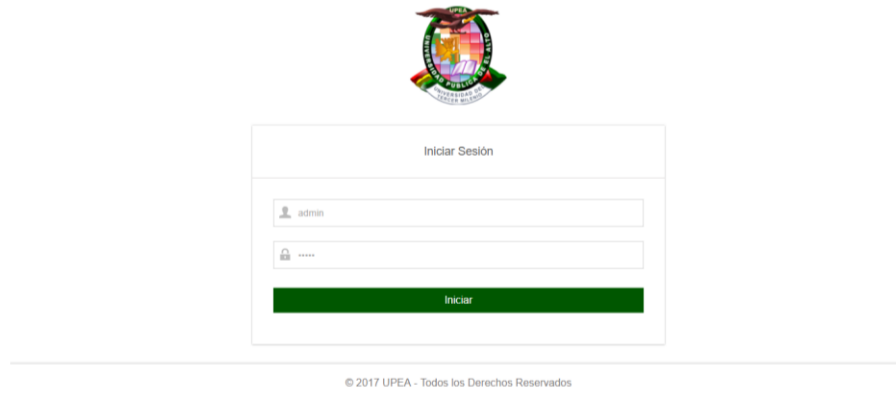 UPEA
UNIVERSIDAD PUBLICA DE EL ALTO
UNIVERSIDAD DEL
TERCER MILENIO
Iniciar Sesión
admin
•••••
Iniciar
© 2017 UPEA - Todos los Derechos Reservados